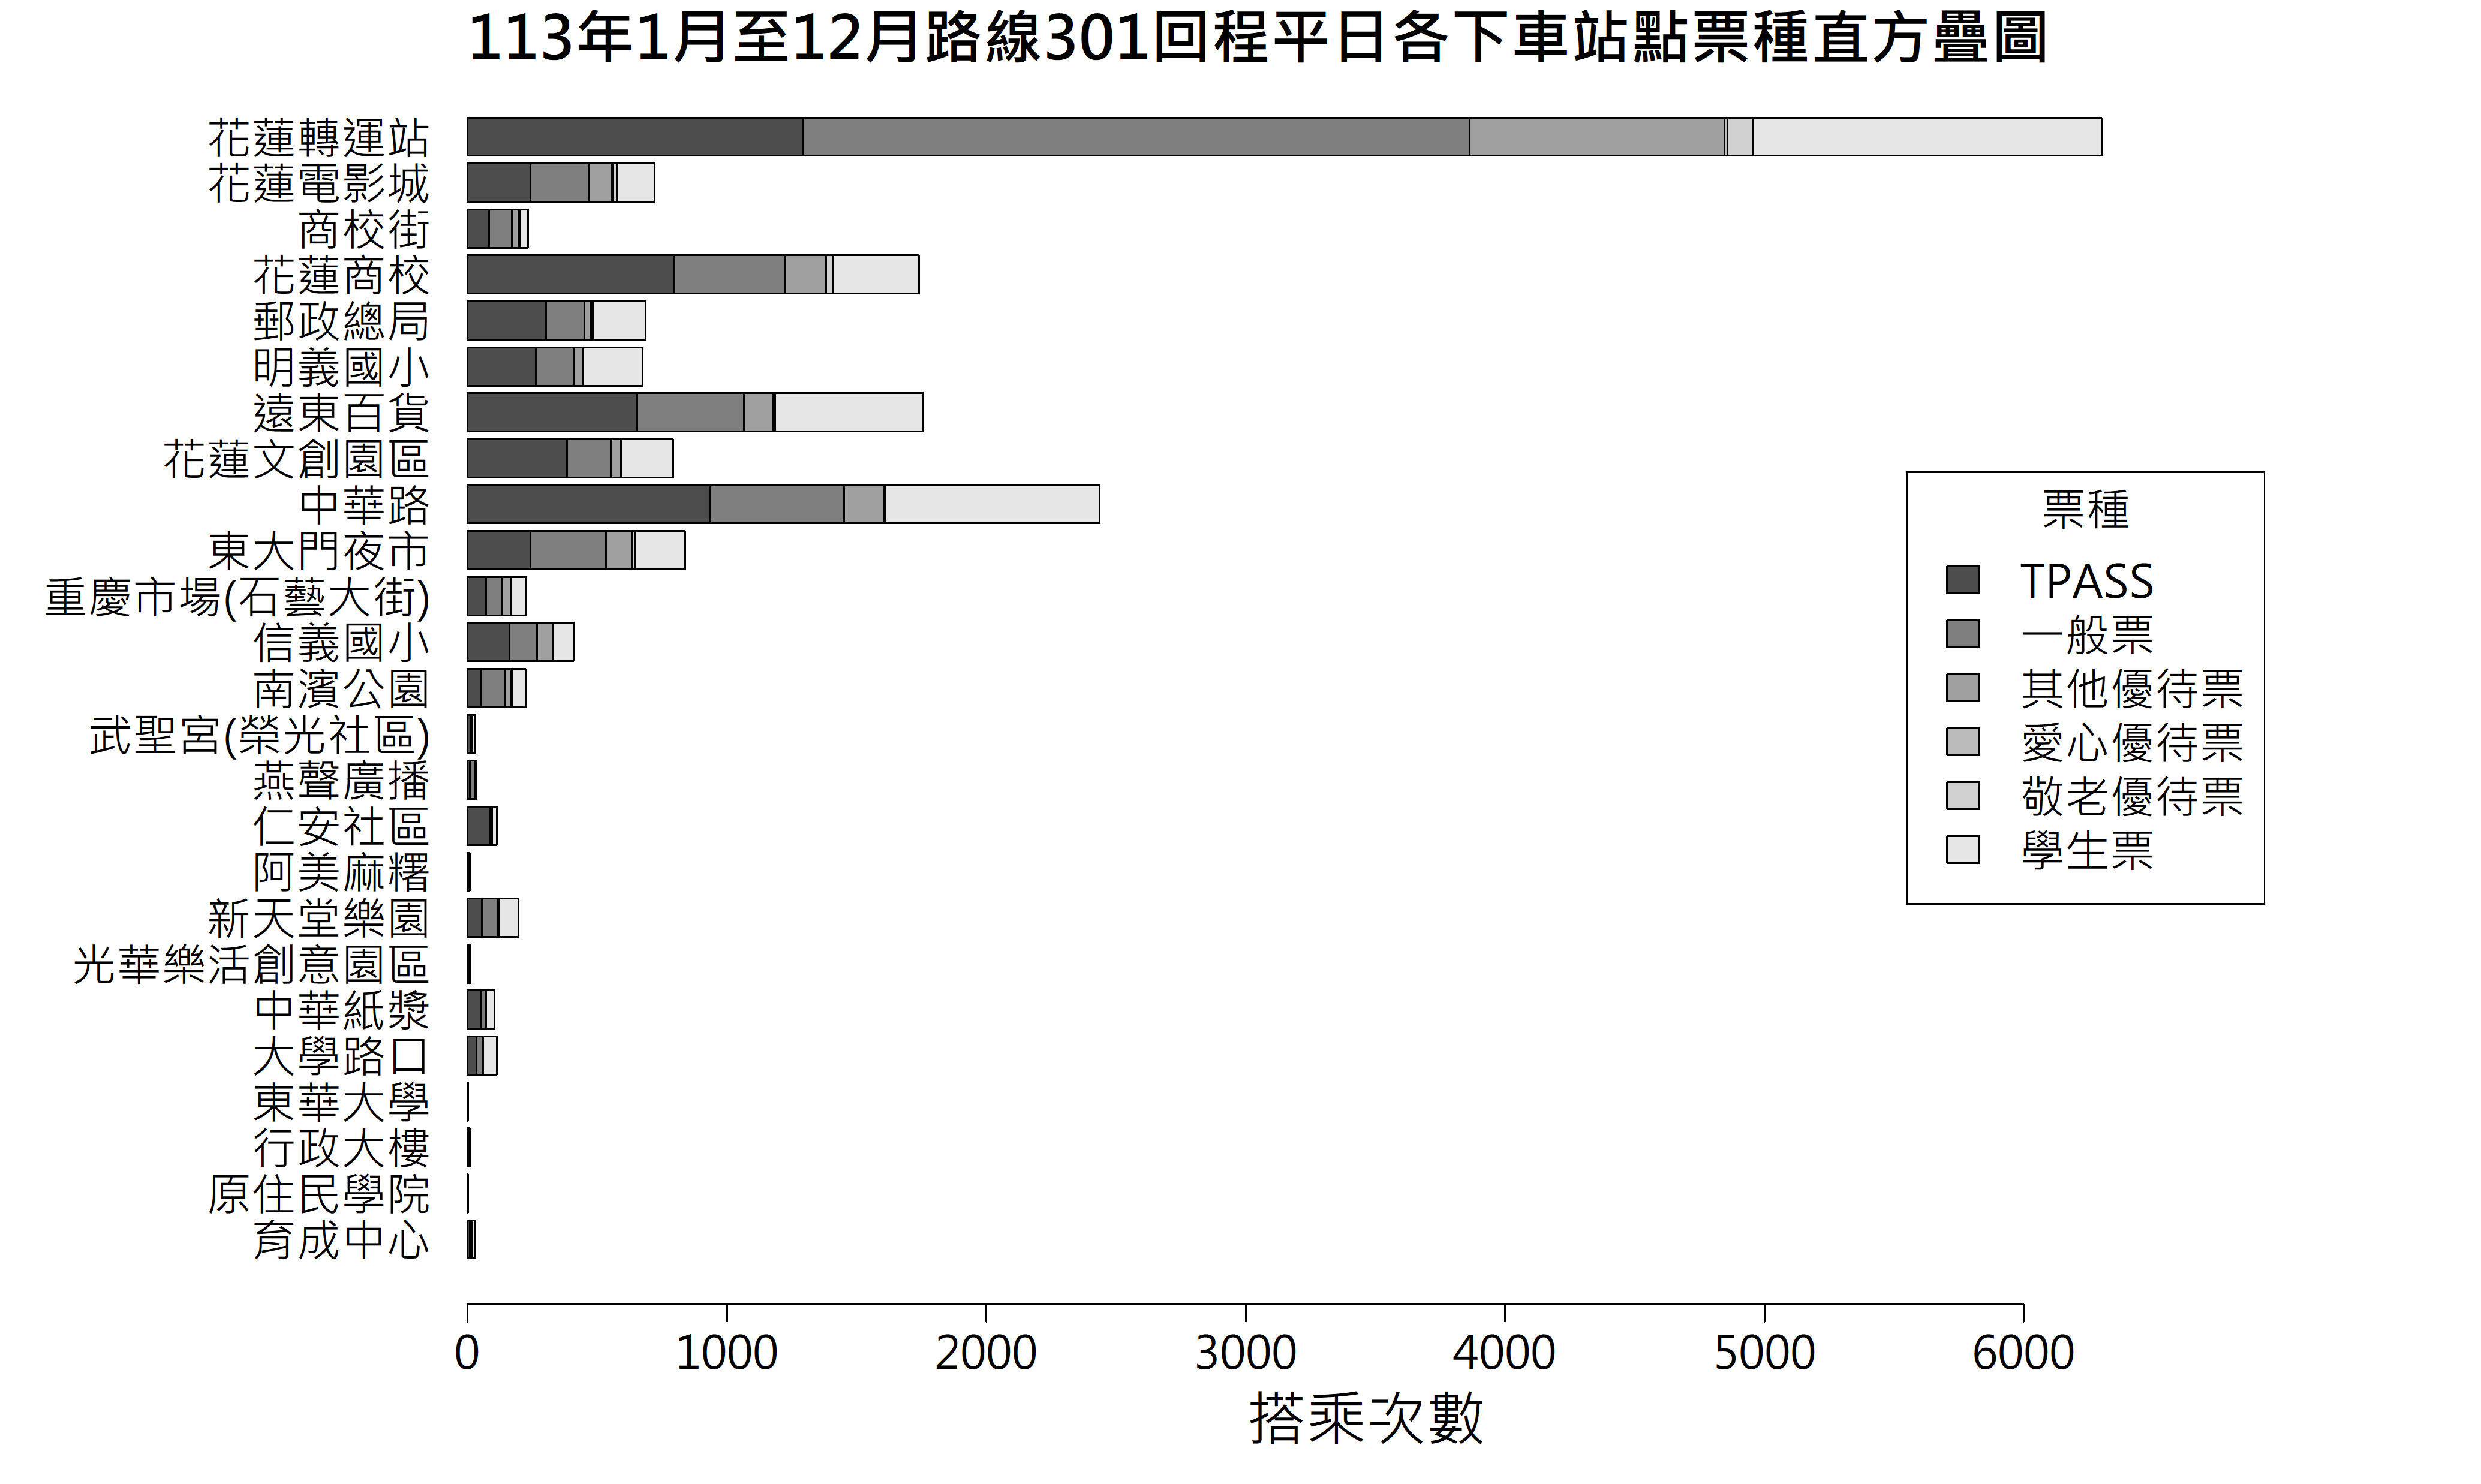 113年1月至12月路線301回程平日各下車站點票種直方疊圖
花蓮轉運站
花蓮電影城
商校街
花蓮商校
郵政總局
明義國小
遠東百貨
花蓮文創園區
中華路
東大門夜市
重慶市場(石藝大街)
信義國小
南濱公園
武聖宮(榮光社區)
燕聲廣播
仁安社區
阿美麻糬
新天堂樂園
光華樂活創意園區
中華紙漿
大學路口
東華大學
行政大樓
原住民學院
育成中心
票種
TPASS
一般票
其他優待票
愛心優待票
敬老優待票
學生票
0 1000 2000 3000 4000 5000 6000
搭乘次數